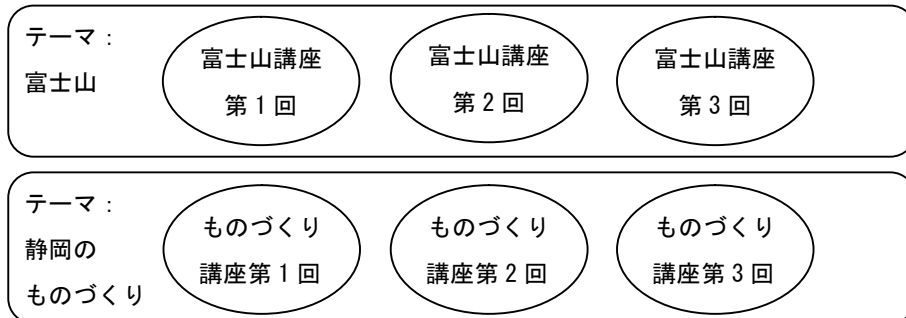 テーマ：
富士山
富士山講座
第１回
富士山講座
第２回
富士山講座
第３回
テーマ：
静岡の
ものづくり
ものづくり
講座第１回
ものづくり
講座第２回
ものづくり
講座第３回